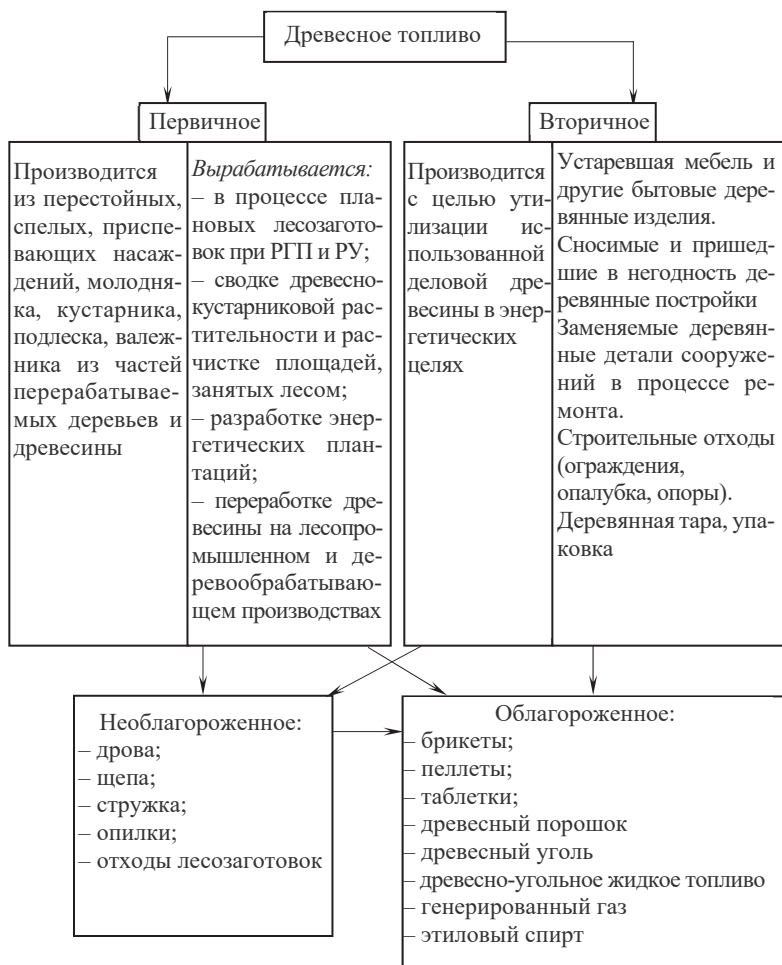 Древесное топливо
Первичное
Производится
из перестойных,
спелых, приспе-
вающих насаж-
дений, молодня-
ка, кустарника,
подлеска, валеж-
ника из частей
перерабатывае-
мых деревьев и
древесины
Вырабатывается:
– в процессе пла-
новых лесозагото-
вок при РГП и РУ;
– сводке древесно-
кустарниковой рас-
тительности и рас-
чистке площадей,
занятых лесом;
– разработке энер-
гетических план-
таций;
– переработке дре-
весины на лесопро-
мышленном и де-
ревообрабатываю-
щем производствах
Вторичное
Производится
с целью ути-
лизации ис-
пользованной
деловой дре-
весины в энер-
гетических
целях
Устаревшая мебель и
другие бытовые дере-
вянные изделия.
Сносимые и пришед-
шие в негодность де-
ревянные постройки
Заменяемые деревян-
ные детали сооруже-
ний в процессе ре-
монта.
Строительные отходы
(ограждения,
опалубка, опоры).
Деревянная тара, упа-
ковка
Необлагороженное:
– дрова;
– щепа;
– стружка;
– опилки;
– отходы лесозаготовок
Облагороженное:
– брикеты;
– пеллеты;
– таблетки;
– древесный порошок
– древесный уголь
– древесно-угольное жидкое топливо
– генерированный газ
– этиловый спирт